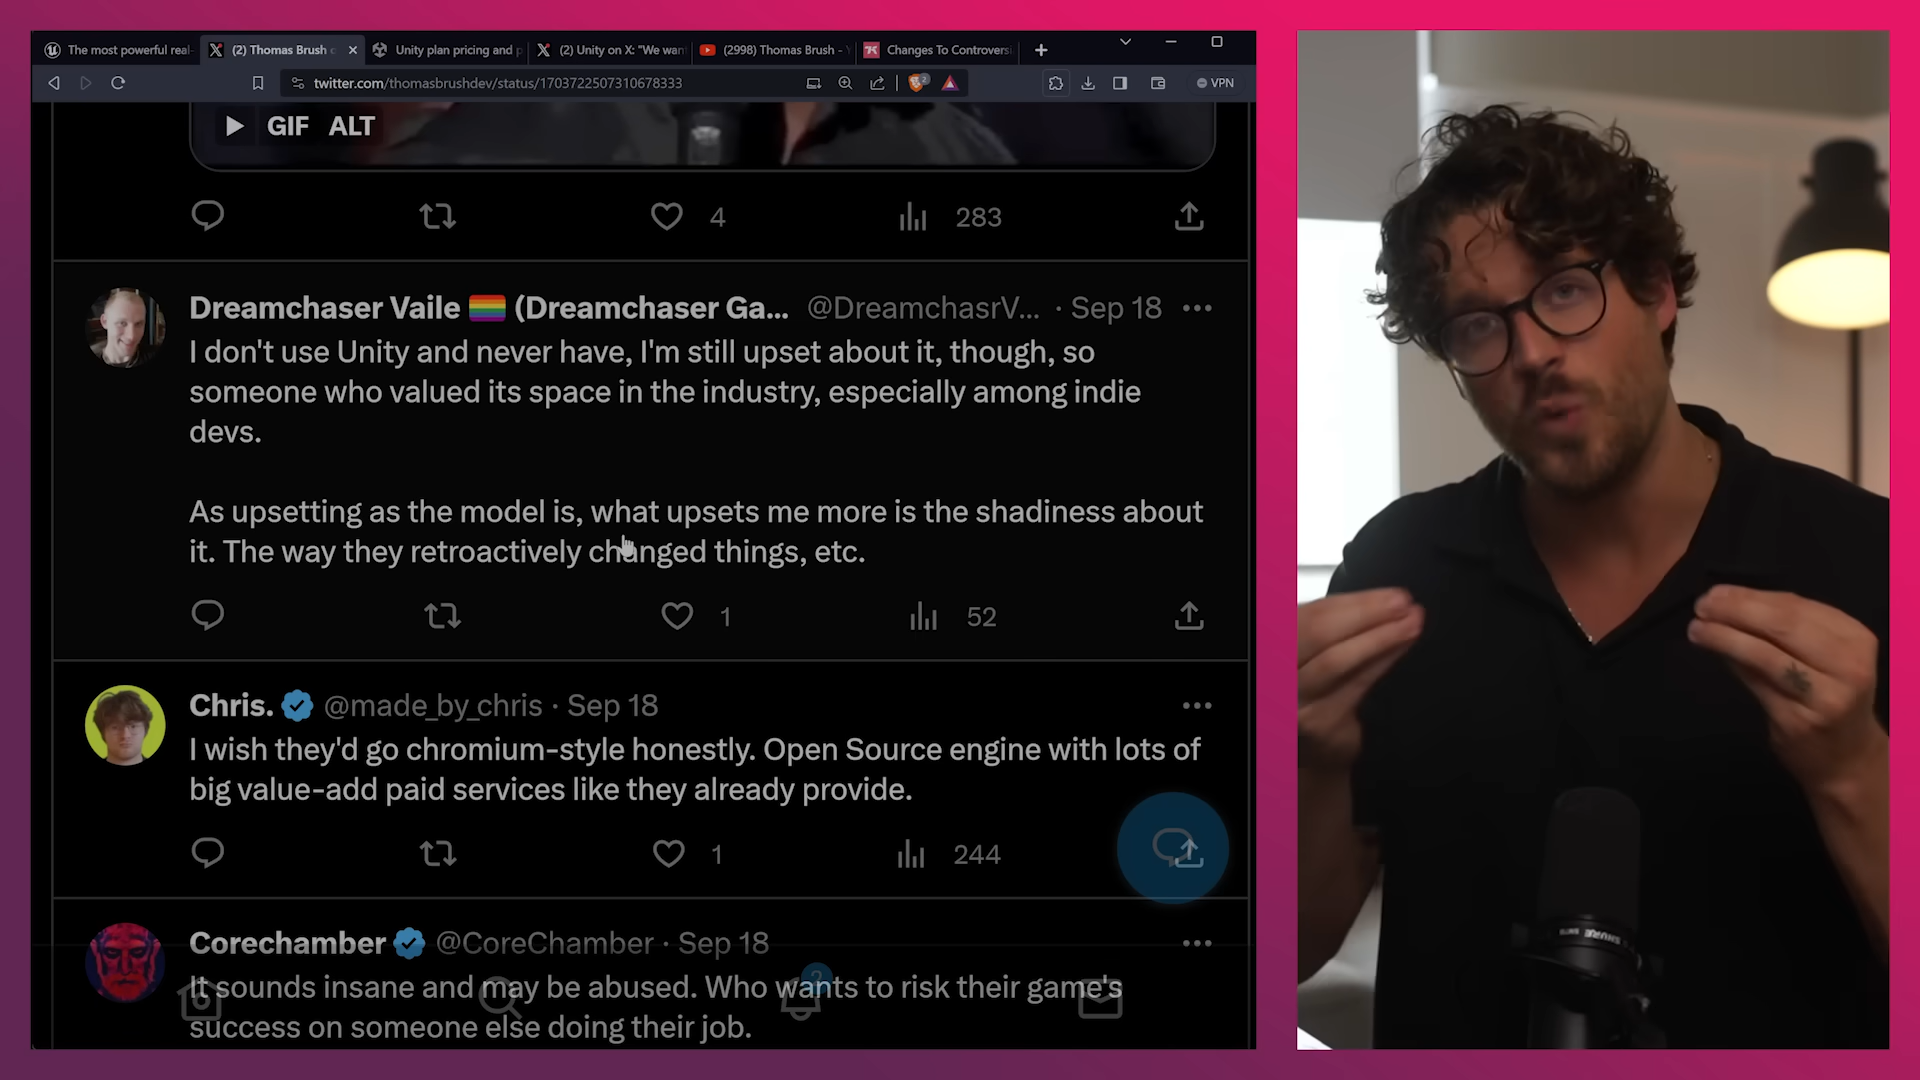 The most powerful real-
(2) Thomas Brush o
Unity plan pricing and p
(2) Unity on X: "We wan
(2998) Thomas Brush - Y
Changes To Controversi
twitter.com/thomasbrushdev/status/1703722507310678333
2
VPN
GIF ALT
4 283
Dreamchaser Vaile (Dreamchaser Ga... @DreamchasrV... · Sep 18
I don't use Unity and never have, I'm still upset about it, though, so
someone who valued its space in the industry, especially among indie
devs.
As upsetting as the model is, what upsets me more is the shadiness about
it. The way they retroactively changed things, etc.
1 52
Chris. @made_by_chris · Sep 18
I wish they'd go chromium-style honestly. Open Source engine with lots of
big value-add paid services like they already provide.
1 244
Corechamber @CoreChamber · Sep 18
It sounds insane and may be abused. Who wants to risk their game's
success on someone else doing their job.
2
SHURE